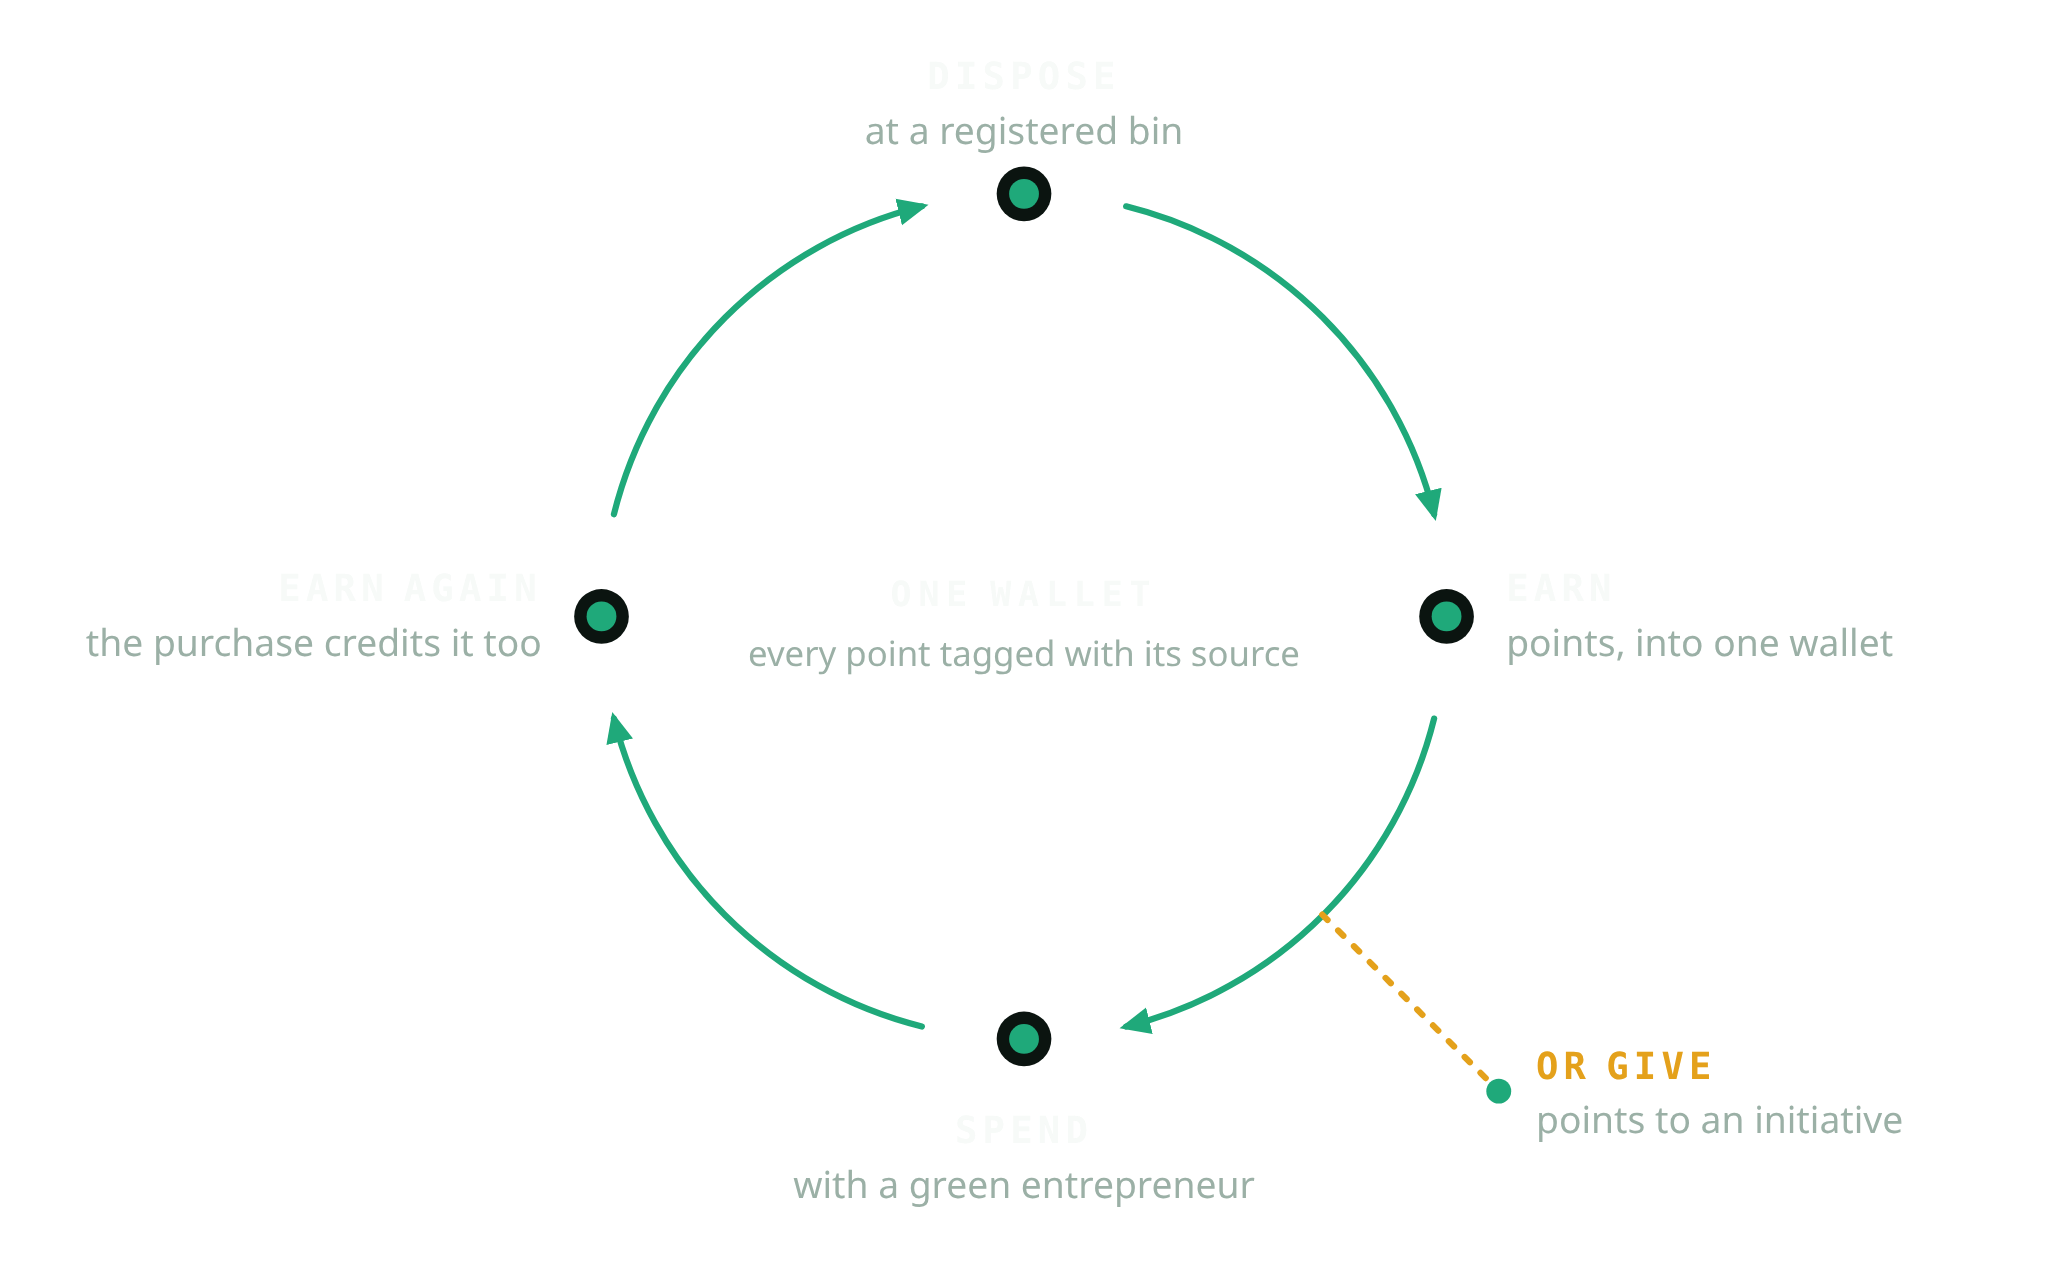 DISPOSE
at a registered bin
EARN AGAIN
the purchase credits it too
ONE WALLET
every point tagged with its source
EARN
points, into one wallet
OR GIVE
points to an initiative
SPEND
with a green entrepreneur